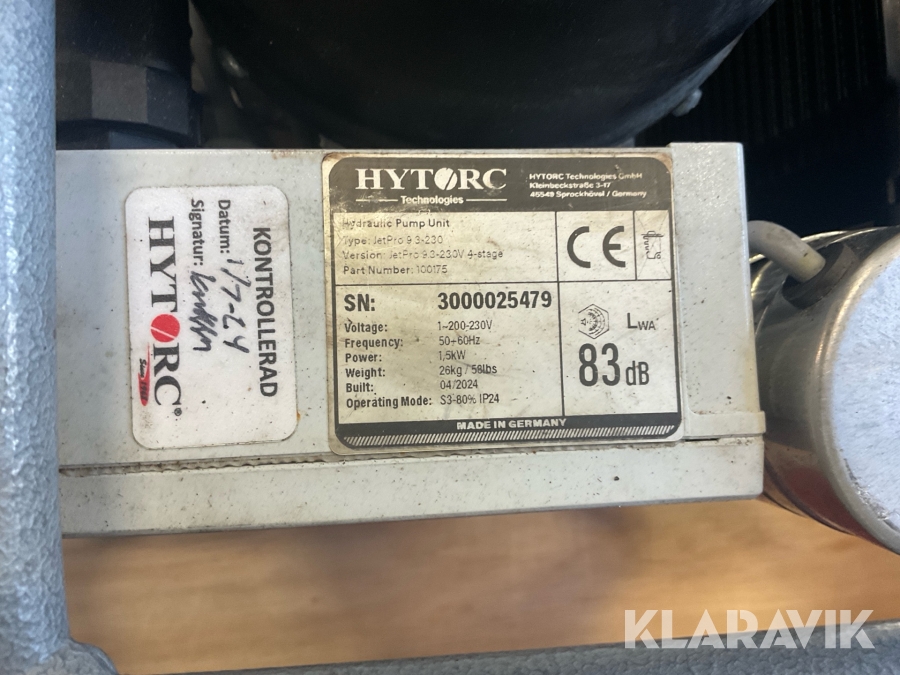 HYTORC
Technologies
HYTORC Technologies GmbH
Kleinbeckstraße 3-17
45549 Sprockhövel / Germany
Hydraulic Pump Unit
Type: JetPro 9.3-230
Version: JetPro 9.3-230V 4-stage
Part Number: 100175
SN: 3000025479
Voltage: 1~200-230V
Frequency: 50+60Hz
Power: 1,5kW
Weight: 26kg / 58lbs
Built: 04/2024
Operating Mode: S3-80% IP24
CE
LWA
83 dB
MADE IN GERMANY
KONTROLLERAD
Datum: 1/7-24
Signatur:
HYTORC®
KLARAVIK